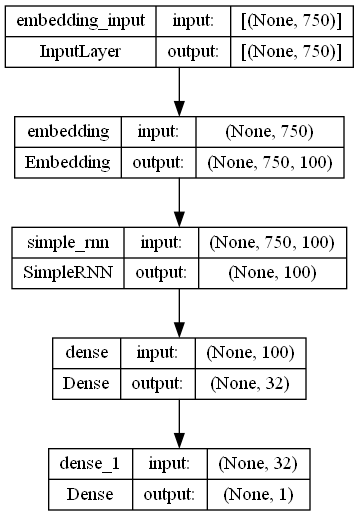 embedding_input input: [(None, 750)]
InputLayer output: [(None, 750)]
embedding input: (None, 750)
Embedding output: (None, 750, 100)
simple_rnn input: (None, 750, 100)
SimpleRNN output: (None, 100)
dense input: (None, 100)
Dense output: (None, 32)
dense_1 input: (None, 32)
Dense output: (None, 1)